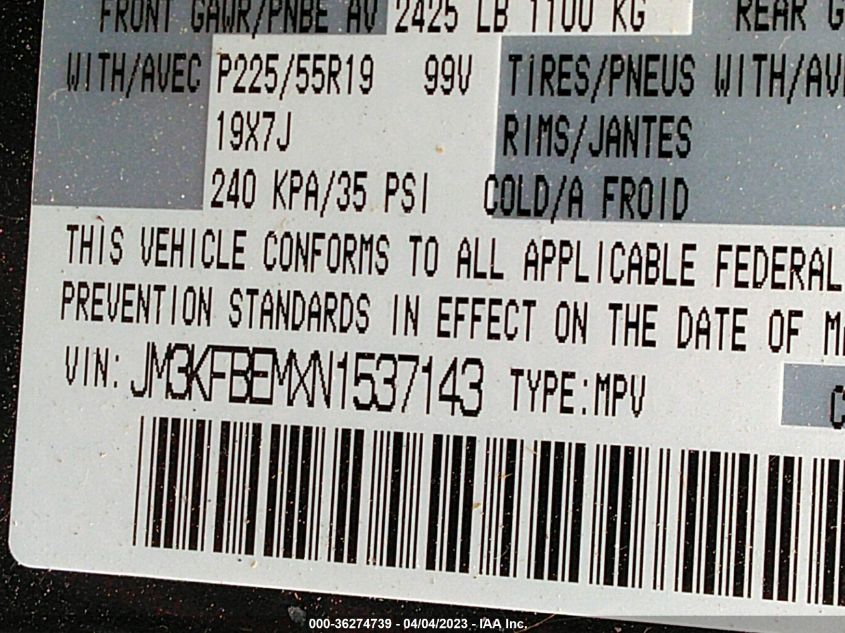 FRONT GAWR/PNBE AV 2425 LB 1100 KG REAR
WITH/AVEC P225/55R19 99V TIRES/PNEUS WITH/
19X7J RIMS/JANTES
240 KPA/35 PSI COLD/A FROID
THIS VEHICLE CONFORMS TO ALL APPLICABLE FEDERAL
PREVENTION STANDARDS IN EFFECT ON THE DATE OF
VIN: JM3KFBEMXN1537143 TYPE:MPV
000-36274739 - 04/04/2023 - IAA Inc.